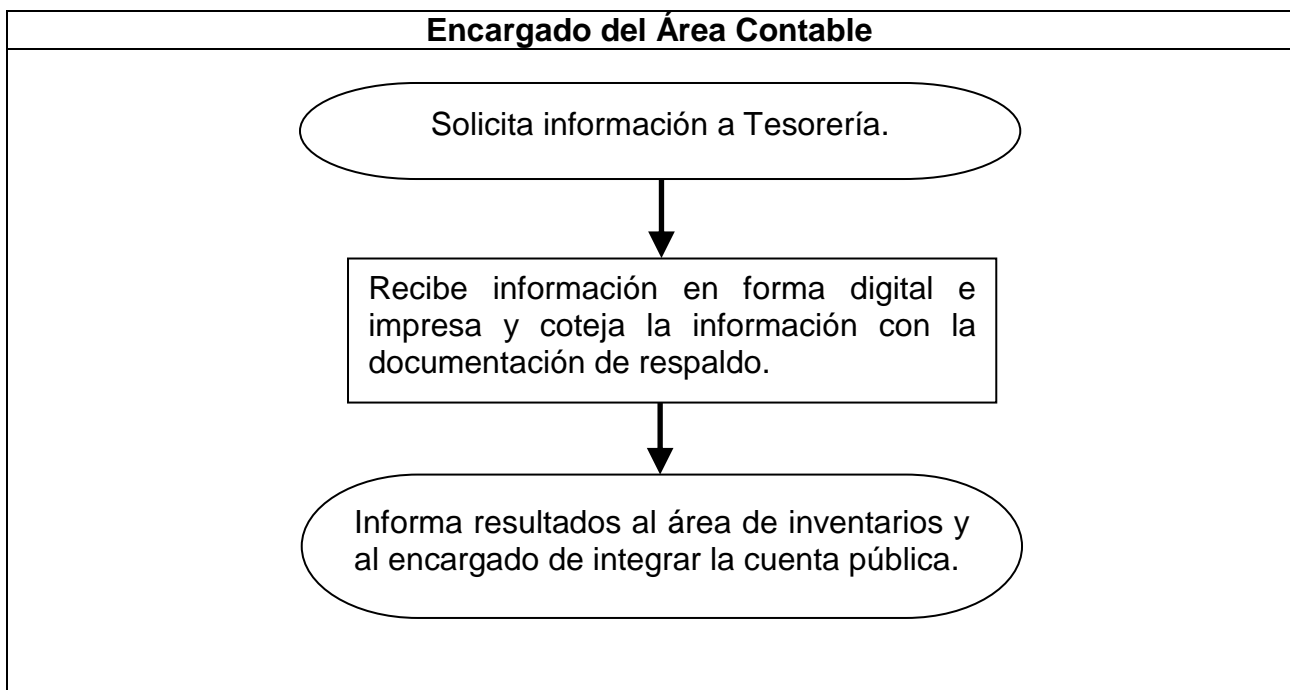 Encargado del Área Contable
Solicita información a Tesorería.
Recibe información en forma digital e
impresa y coteja la información con la
documentación de respaldo.
Informa resultados al área de inventarios y
al encargado de integrar la cuenta pública.